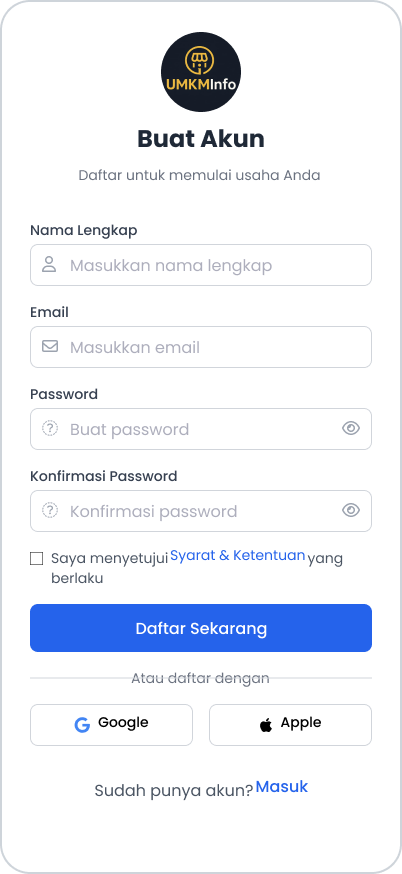 UMKMInfo
Buat Akun
Daftar untuk memulai usaha Anda
Nama Lengkap
Masukkan nama lengkap
Email
Masukkan email
Password
Buat password
Konfirmasi Password
Konfirmasi password
Saya menyetujui Syarat & Ketentuan yang
berlaku
Daftar Sekarang
Atau daftar dengan
Google
Apple
Sudah punya akun? Masuk